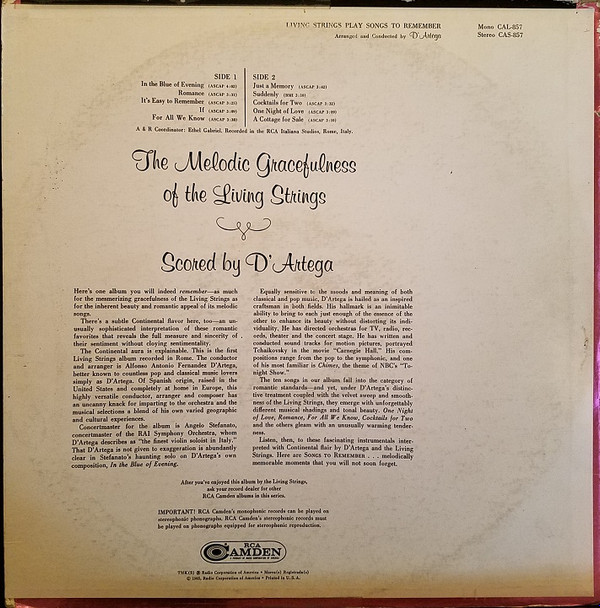 LIVING STRINGS PLAY SONGS TO REMEMBER
Arranged and Conducted by D'Artega
Mono CAL-857
Stereo CAS-857
SIDE 1
In the Blue of Evening (ASCAP
Romance (ASCAP
It's Easy to Remember (ASCAP
If (ASCAP
For All We Know (ASCAP
SIDE 2
Just a Memory (ASCAP
Suddenly
Cocktails for Two (ASCAP
One Night of Love (ASCAP
A Cottage for Sale (ASCAP
A & R Coordinator: Ethel Gabriel. Recorded in the RCA Italiana Studios, Rome, Italy.
The Melodic Gracefulness
of the Living Strings
Scored by D'Artega
Here's one album you will indeed remember—as much
for the mesmerizing gracefulness of the Living Strings as
for the inherent beauty and romantic appeal of its melodic
songs.
There's a subtle Continental flavor here, too—an un-
usually sophisticated interpretation of these romantic
favorites that reveals the full measure and sincerity of
their sentiment without cloying sentimentality.
The Continental aura is explainable. This is the first
Living Strings album recorded in Rome. The conductor
and arranger is Alfonso Antonio Fernander D'Artega,
better known to countless pop and classical music lovers
simply as D'Artega. Of Spanish origin, raised in the
United States and completely at home in Europe, this
highly versatile conductor, arranger and composer has
an uncanny knack for imparting to the orchestra and the
musical selections a blend of his own varied geographic
and cultural experiences.
Concertmaster for the album is Angelo Stefanato,
concertmaster of the RAI Symphony Orchestra, whom
D'Artega describes as "the finest violin soloist in Italy."
That D'Artega is not given to exaggeration is abundantly
clear in Stefanato's haunting solo on D'Artega's own
composition, In the Blue of Evening.
Equally sensitive to the moods and meaning of both
classical and pop music, D'Artega is hailed as an inspired
craftsman in both fields. His hallmark is an inimitable
ability to bring to each just enough of the essence of the
other to enhance its beauty without distorting its indi-
viduality. He has directed orchestras for TV, radio, rec-
ords, theater and the concert stage. He has written and
conducted sound tracks for motion pictures, portrayed
Tchaikovsky in the movie "Carnegie Hall." His com-
positions range from the pop to the symphonic, and one
of his most familiar is Chimes, the theme of NBC's "To-
night Show."
The ten songs in our album fall into the category of
romantic standards—and yet, under D'Artega's distinc-
tive treatment coupled with the velvet sweep and smooth-
ness of the Living Strings, they emerge with unforgettably
different musical shadings and tonal beauty. One Night
of Love, Romance, For All We Know, Cocktails for Two
and the others gleam with an unusually warming tender-
ness.
Listen, then, to these fascinating instrumentals inter-
preted with Continental flair by D'Artega and the Living
Strings. Here are SONGS TO REMEMBER . . . melodically
memorable moments that you will not soon forget.
After you've enjoyed this album by the Living Strings,
ask your record dealer for other
RCA Camden albums in this series.
IMPORTANT! RCA Camden's monophonic records can be played on
stereophonic phonographs. RCA Camden's stereophonic records must
be played on phonographs equipped for stereophonic reproduction.
RCA
CAMDEN
TMK(S) ® Radio Corporation of America • Marca(s) Registrada(s)
Radio Corporation of America • Printed in U.S.A.